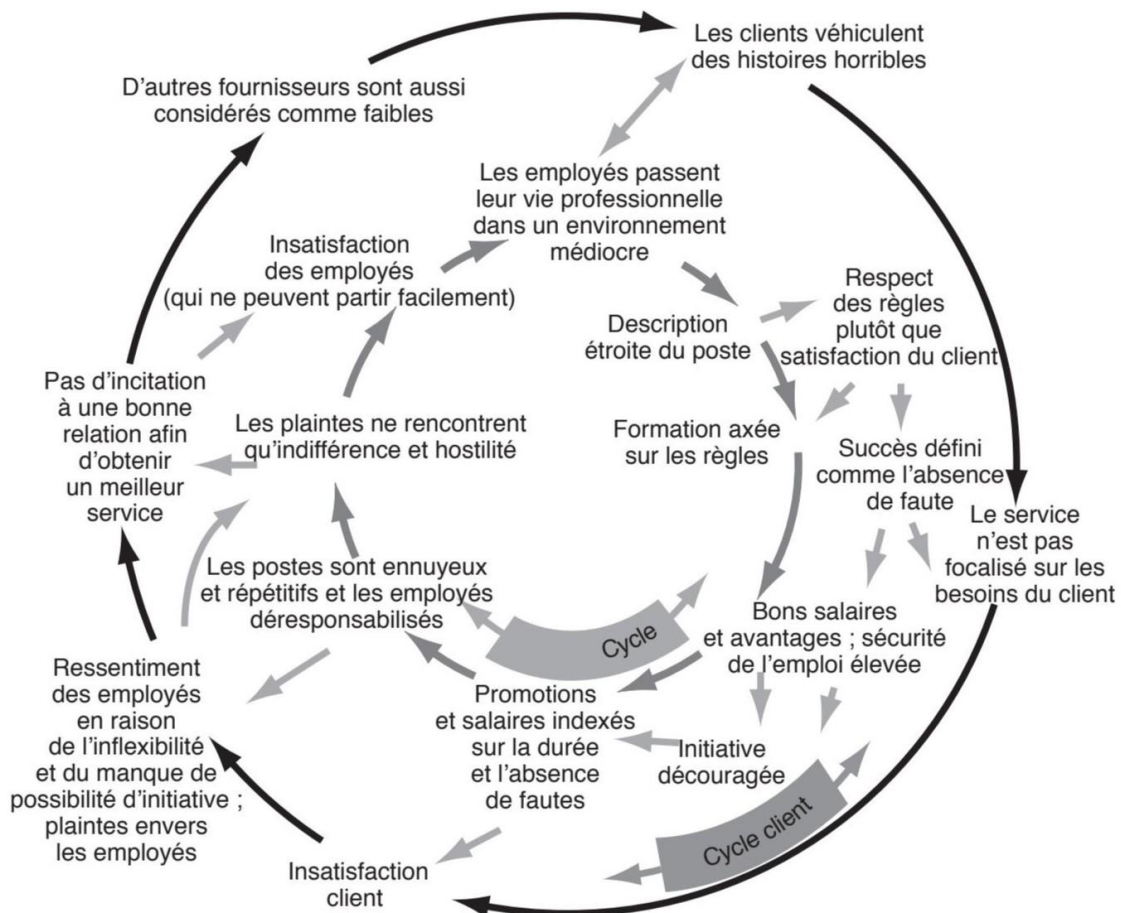 Les clients véhiculent
des histoires horribles
D'autres fournisseurs sont aussi
considérés comme faibles
Les employés passent
leur vie professionnelle
dans un environnement
médiocre
Insatisfaction
des employés
(qui ne peuvent partir facilement)
Respect
des règles
plutôt que
satisfaction du client
Description
étroite du poste
Pas d'incitation
à une bonne
relation afin
d'obtenir
un meilleur
service
Les plaintes ne rencontrent
qu'indifférence et hostilité
Formation axée
sur les règles
Succès défini
comme l'absence
de faute
Le service
n'est pas
focalisé sur les
besoins du client
Les postes sont ennuyeux
et répétitifs et les employés
déresponsabilisés
Cycle
Bons salaires
et avantages ; sécurité
de l'emploi élevée
Ressentiment
des employés
en raison
de l'inflexibilité
et du manque de
possibilité d'initiative ;
plaintes envers
les employés
Promotions
et salaires indexés
sur la durée
et l'absence
de fautes
Initiative
découragée
Cycle client
Insatisfaction
client